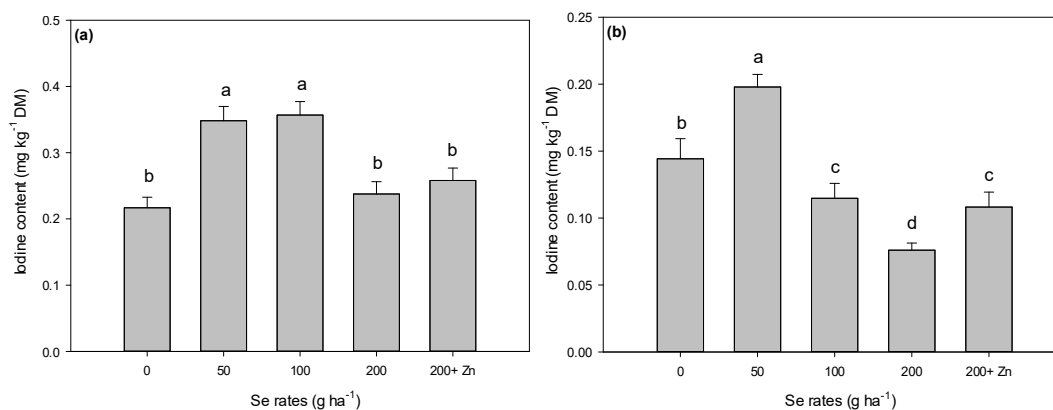 (a)
Iodine content (mg kg⁻¹ DM)
0.5
0.4
0.3
0.2
0.1
0.0
b
a
a
b
b
0
50
100
200
200+ Zn
Se rates (g ha⁻¹)
(b)
Iodine content (mg kg⁻¹ DM)
0.20
0.15
0.10
0.05
0.00
b
a
c
d
c
0
50
100
200
200+ Zn
Se rates (g ha⁻¹)